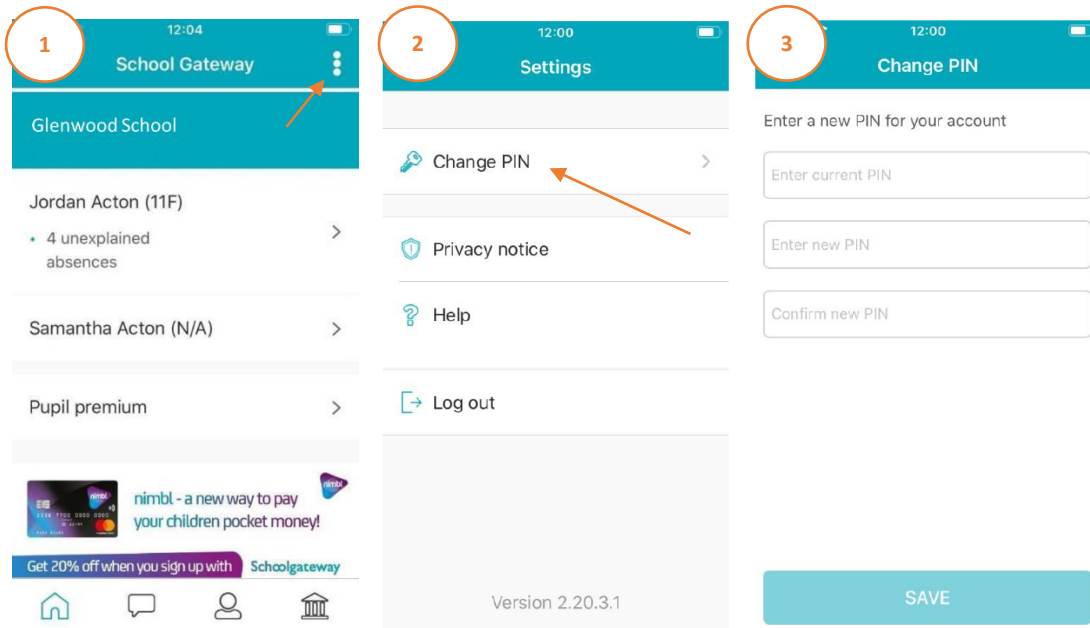 1
12:04
School Gateway
Glenwood School
Jordan Acton (11F)
• 4 unexplained
absences
Samantha Acton (N/A)
Pupil premium
nimbl
nimbl
nimbl - a new way to pay
your children pocket money!
Get 20% off when you sign up with Schoolgateway
2
12:00
Settings
Change PIN
Privacy notice
Help
Log out
Version 2.20.3.1
3
12:00
Change PIN
Enter a new PIN for your account
Enter current PIN
Enter new PIN
Confirm new PIN
SAVE